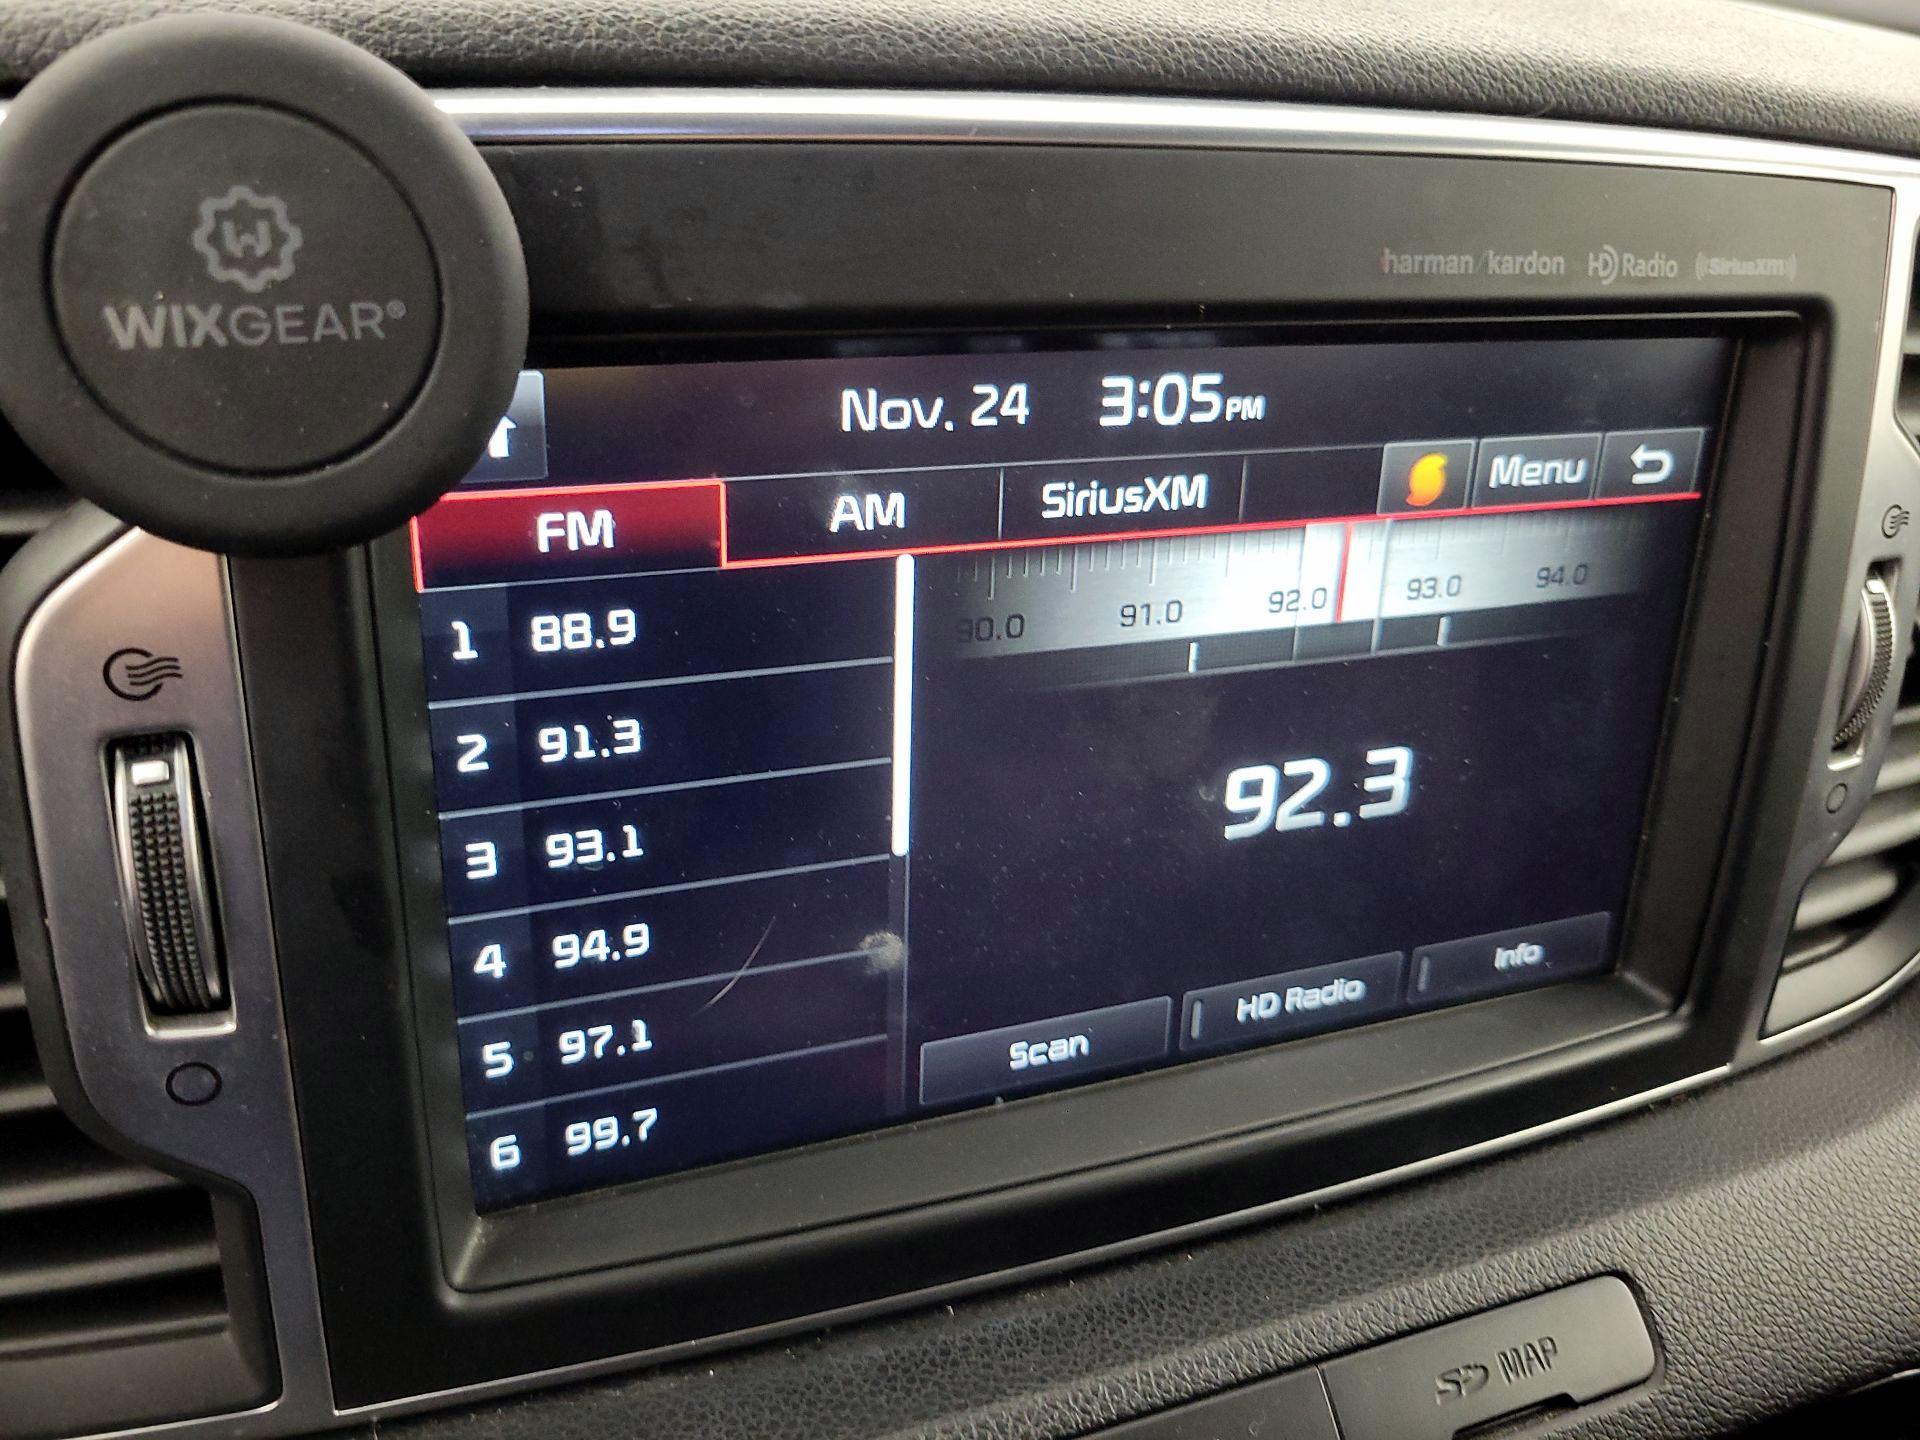 WIXGEAR®
harman/kardon HD Radio ((SiriusXM))
Nov. 24 3:05 PM
FM AM SiriusXM Menu
90.0 91.0 92.0 93.0 94.0
1 88.9
2 91.3
3 93.1
4 94.9
5 97.1
6 99.7
92.3
Scan HD Radio Info
SD MAP